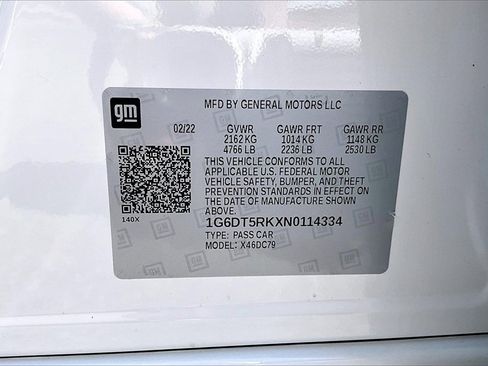 gm
MFD BY GENERAL MOTORS LLC
02/22 GVWR GAWR FRT GAWR RR
2162 KG 1014 KG 1148 KG
4766 LB 2236 LB 2530 LB
THIS VEHICLE CONFORMS TO ALL
APPLICABLE U.S. FEDERAL MOTOR
VEHICLE SAFETY, BUMPER, AND THEFT
PREVENTION STANDARDS IN EFFECT ON
THE DATE OF MANUFACTURE SHOWN ABOVE.
140X
1G6DT5RKXN0114334
TYPE: PASS CAR
MODEL: X46DC79